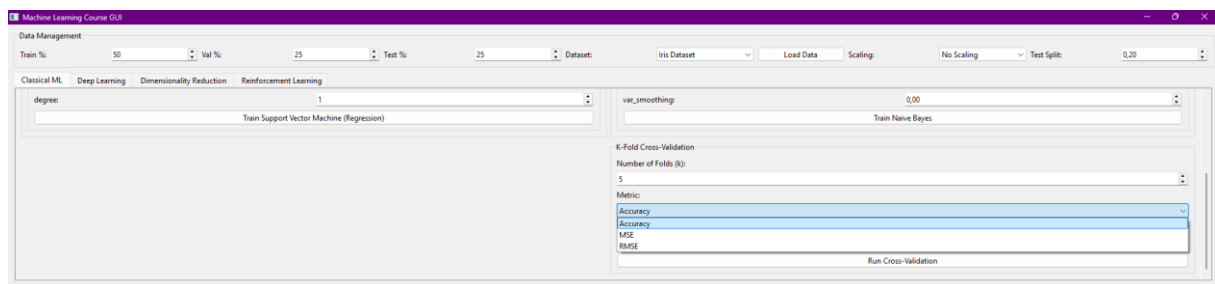 Machine Learning Course GUI
Data Management
Train %: 50 Val %: 25 Test %: 25 Dataset: Iris Dataset Load Data Scaling: No Scaling Test Split: 0,20
Classical ML Deep Learning Dimensionality Reduction Reinforcement Learning
degree: 1
Train Support Vector Machine (Regression)
var_smoothing: 0,00
Train Naive Bayes
K-Fold Cross-Validation
Number of Folds (k):
5
Metric:
Accuracy
Accuracy
MSE
RMSE
Run Cross-Validation